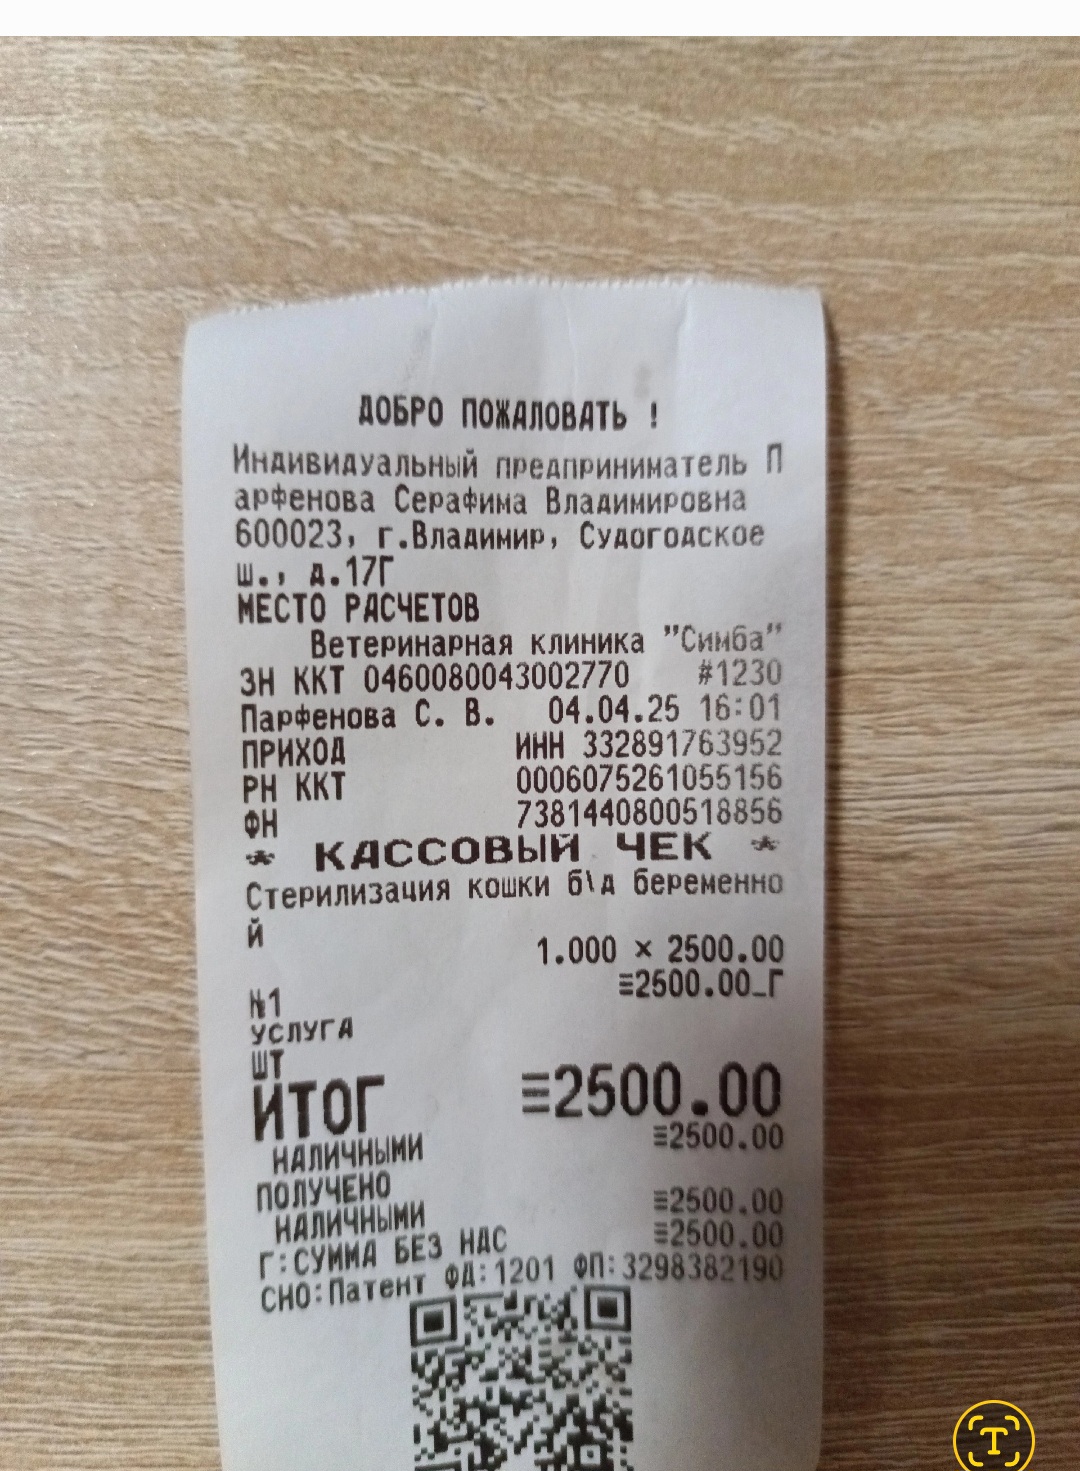 ДОБРО ПОЖАЛОВАТЬ !
Индивидуальный предприниматель П
арфенова Серафима Владимировна
600023, г.Владимир, Судогодское
ш., д.17Г
МЕСТО РАСЧЕТОВ
Ветеринарная клиника "Симба"
ЗН ККТ 0460080043002770 #1230
Парфенова С. В. 04.04.25 16:01
ПРИХОД ИНН 332891763952
РН ККТ 0006075261055156
ФН 7381440800518856
* КАССОВЫЙ ЧЕК *
Стерилизация кошки б\д беременно
й
1.000 × 2500.00
≡2500.00_Г
№1
УСЛУГА
ШТ
ИТОГ ≡2500.00
НАЛИЧНЫМИ ≡2500.00
ПОЛУЧЕНО
НАЛИЧНЫМИ ≡2500.00
Г:СУММА БЕЗ НДС ≡2500.00
СНО:Патент ФД:1201 ФП:3298382190
T